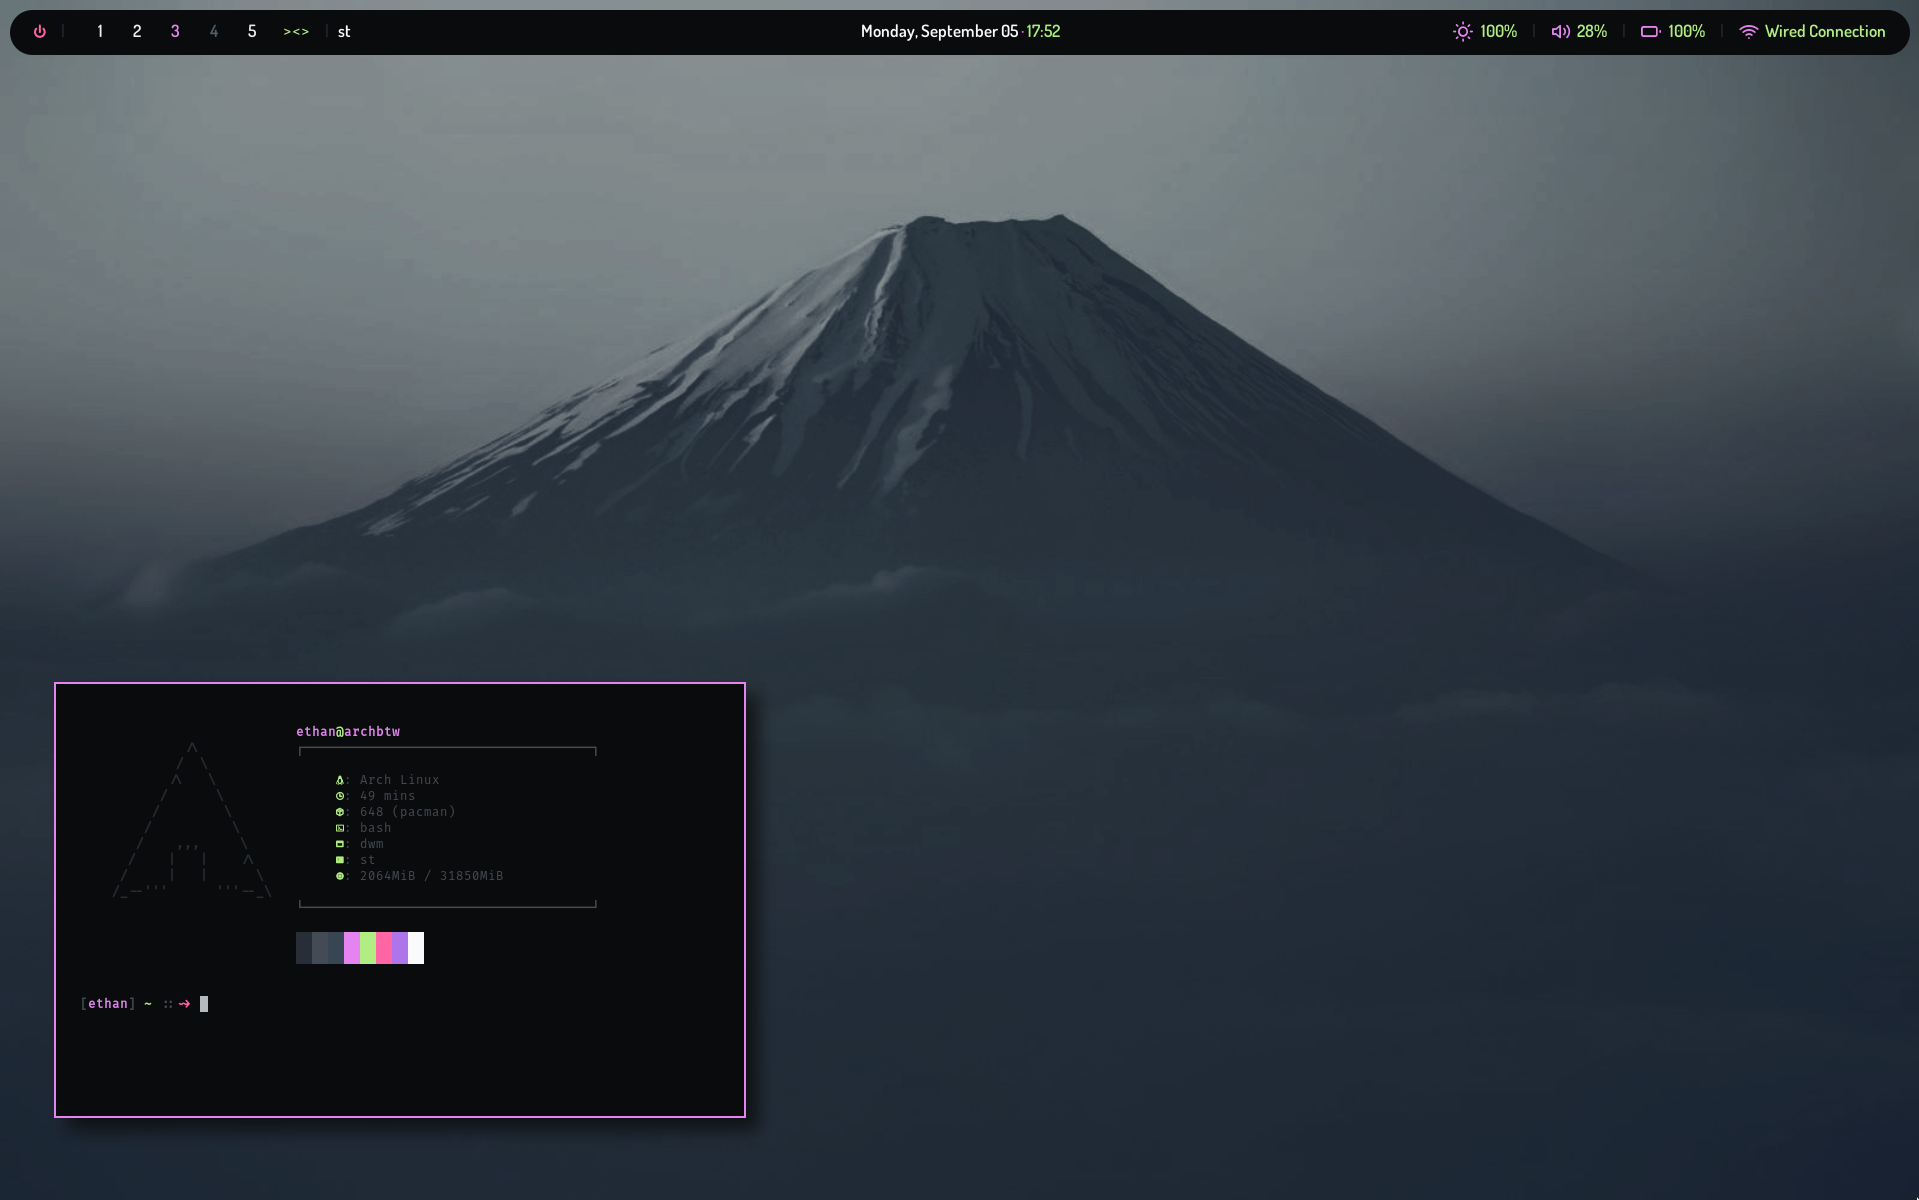 1 2 3 4 5 ><> st
Monday, September 05 · 17:52
100% 28% 100% Wired Connection
ethan@archbtw
: Arch Linux
: 49 mins
: 648 (pacman)
: bash
: dwm
: st
: 2064MiB / 31850MiB
[ethan] ~ :: →